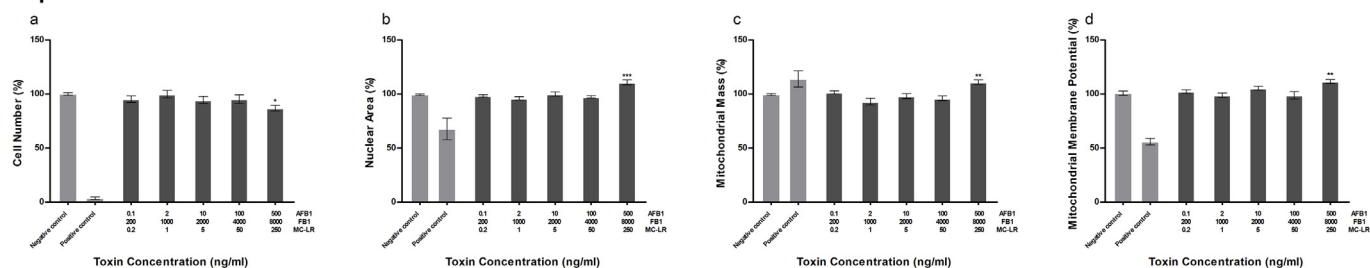 a
150
100
50
0
Cell Number (%)
*
Negative control
Positive control
0.1 2 10 100 500 AFB1
200 1000 2000 4000 8000 FB1
0.2 1 5 50 250 MC-LR
Toxin Concentration (ng/ml)
b
150
100
50
0
Nuclear Area (%)
***
Negative control
Positive control
0.1 2 10 100 500 AFB1
200 1000 2000 4000 8000 FB1
0.2 1 5 50 250 MC-LR
Toxin Concentration (ng/ml)
c
150
100
50
0
Mitochondrial Mass (%)
**
Negative control
Positive control
0.1 2 10 100 500 AFB1
200 1000 2000 4000 8000 FB1
0.2 1 5 50 250 MC-LR
Toxin Concentration (ng/ml)
d
150
100
50
0
Mitochondrial Membrane Potential (%)
**
Negative control
Positive control
0.1 2 10 100 500 AFB1
200 1000 2000 4000 8000 FB1
0.2 1 5 50 250 MC-LR
Toxin Concentration (ng/ml)